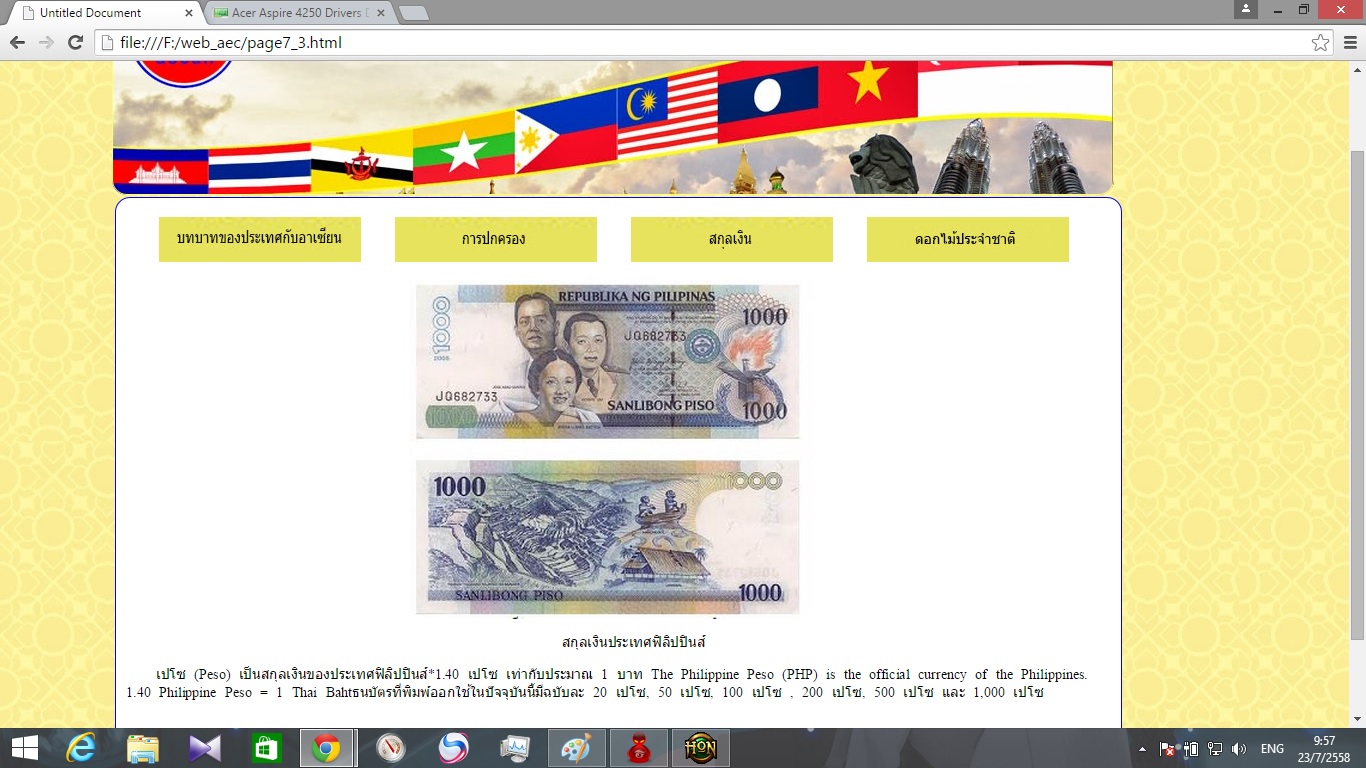 Untitled Document
Acer Aspire 4250 Drivers
file:///F:/web_aec/page7_3.html
บทบาทของประเทศกับอาเซียน
การปกครอง
สกุลเงิน
ดอกไม้ประจำชาติ
REPUBLIKA NG PILIPINAS
1000
1000
JQ682733
JQ682733
1000
SANLIBONG PISO
1000
1000
1000
SANLIBONG PISO
1000
สกุลเงินประเทศฟิลิปปินส์
เปโซ (Peso) เป็นสกุลเงินของประเทศฟิลิปปินส์*1.40 เปโซ เท่ากับประมาณ 1 บาท The Philippine Peso (PHP) is the official currency of the Philippines.
1.40 Philippine Peso = 1 Thai Bahtธนบัตรที่พิมพ์ออกใช้ในปัจจุบันนี้มีฉบับละ 20 เปโซ, 50 เปโซ, 100 เปโซ , 200 เปโซ, 500 เปโซ และ 1,000 เปโซ
HON
ENG
9:57
23/7/2558